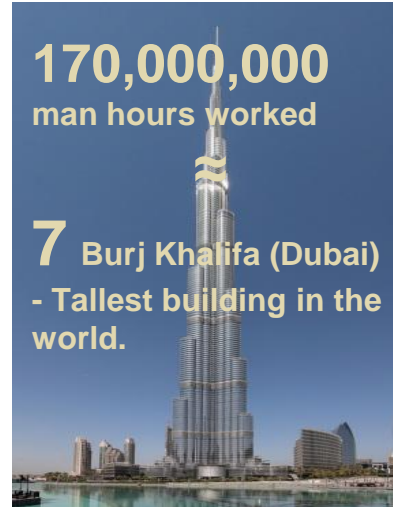 170,000,000
man hours worked
≈
7 Burj Khalifa (Dubai)
- Tallest building in the
world.